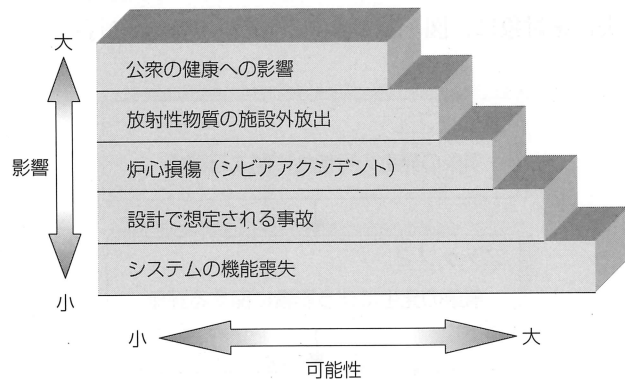 大
影響
小
公衆の健康への影響
放射性物質の施設外放出
炉心損傷（シビアアクシデント）
設計で想定される事故
システムの機能喪失
小
大
可能性